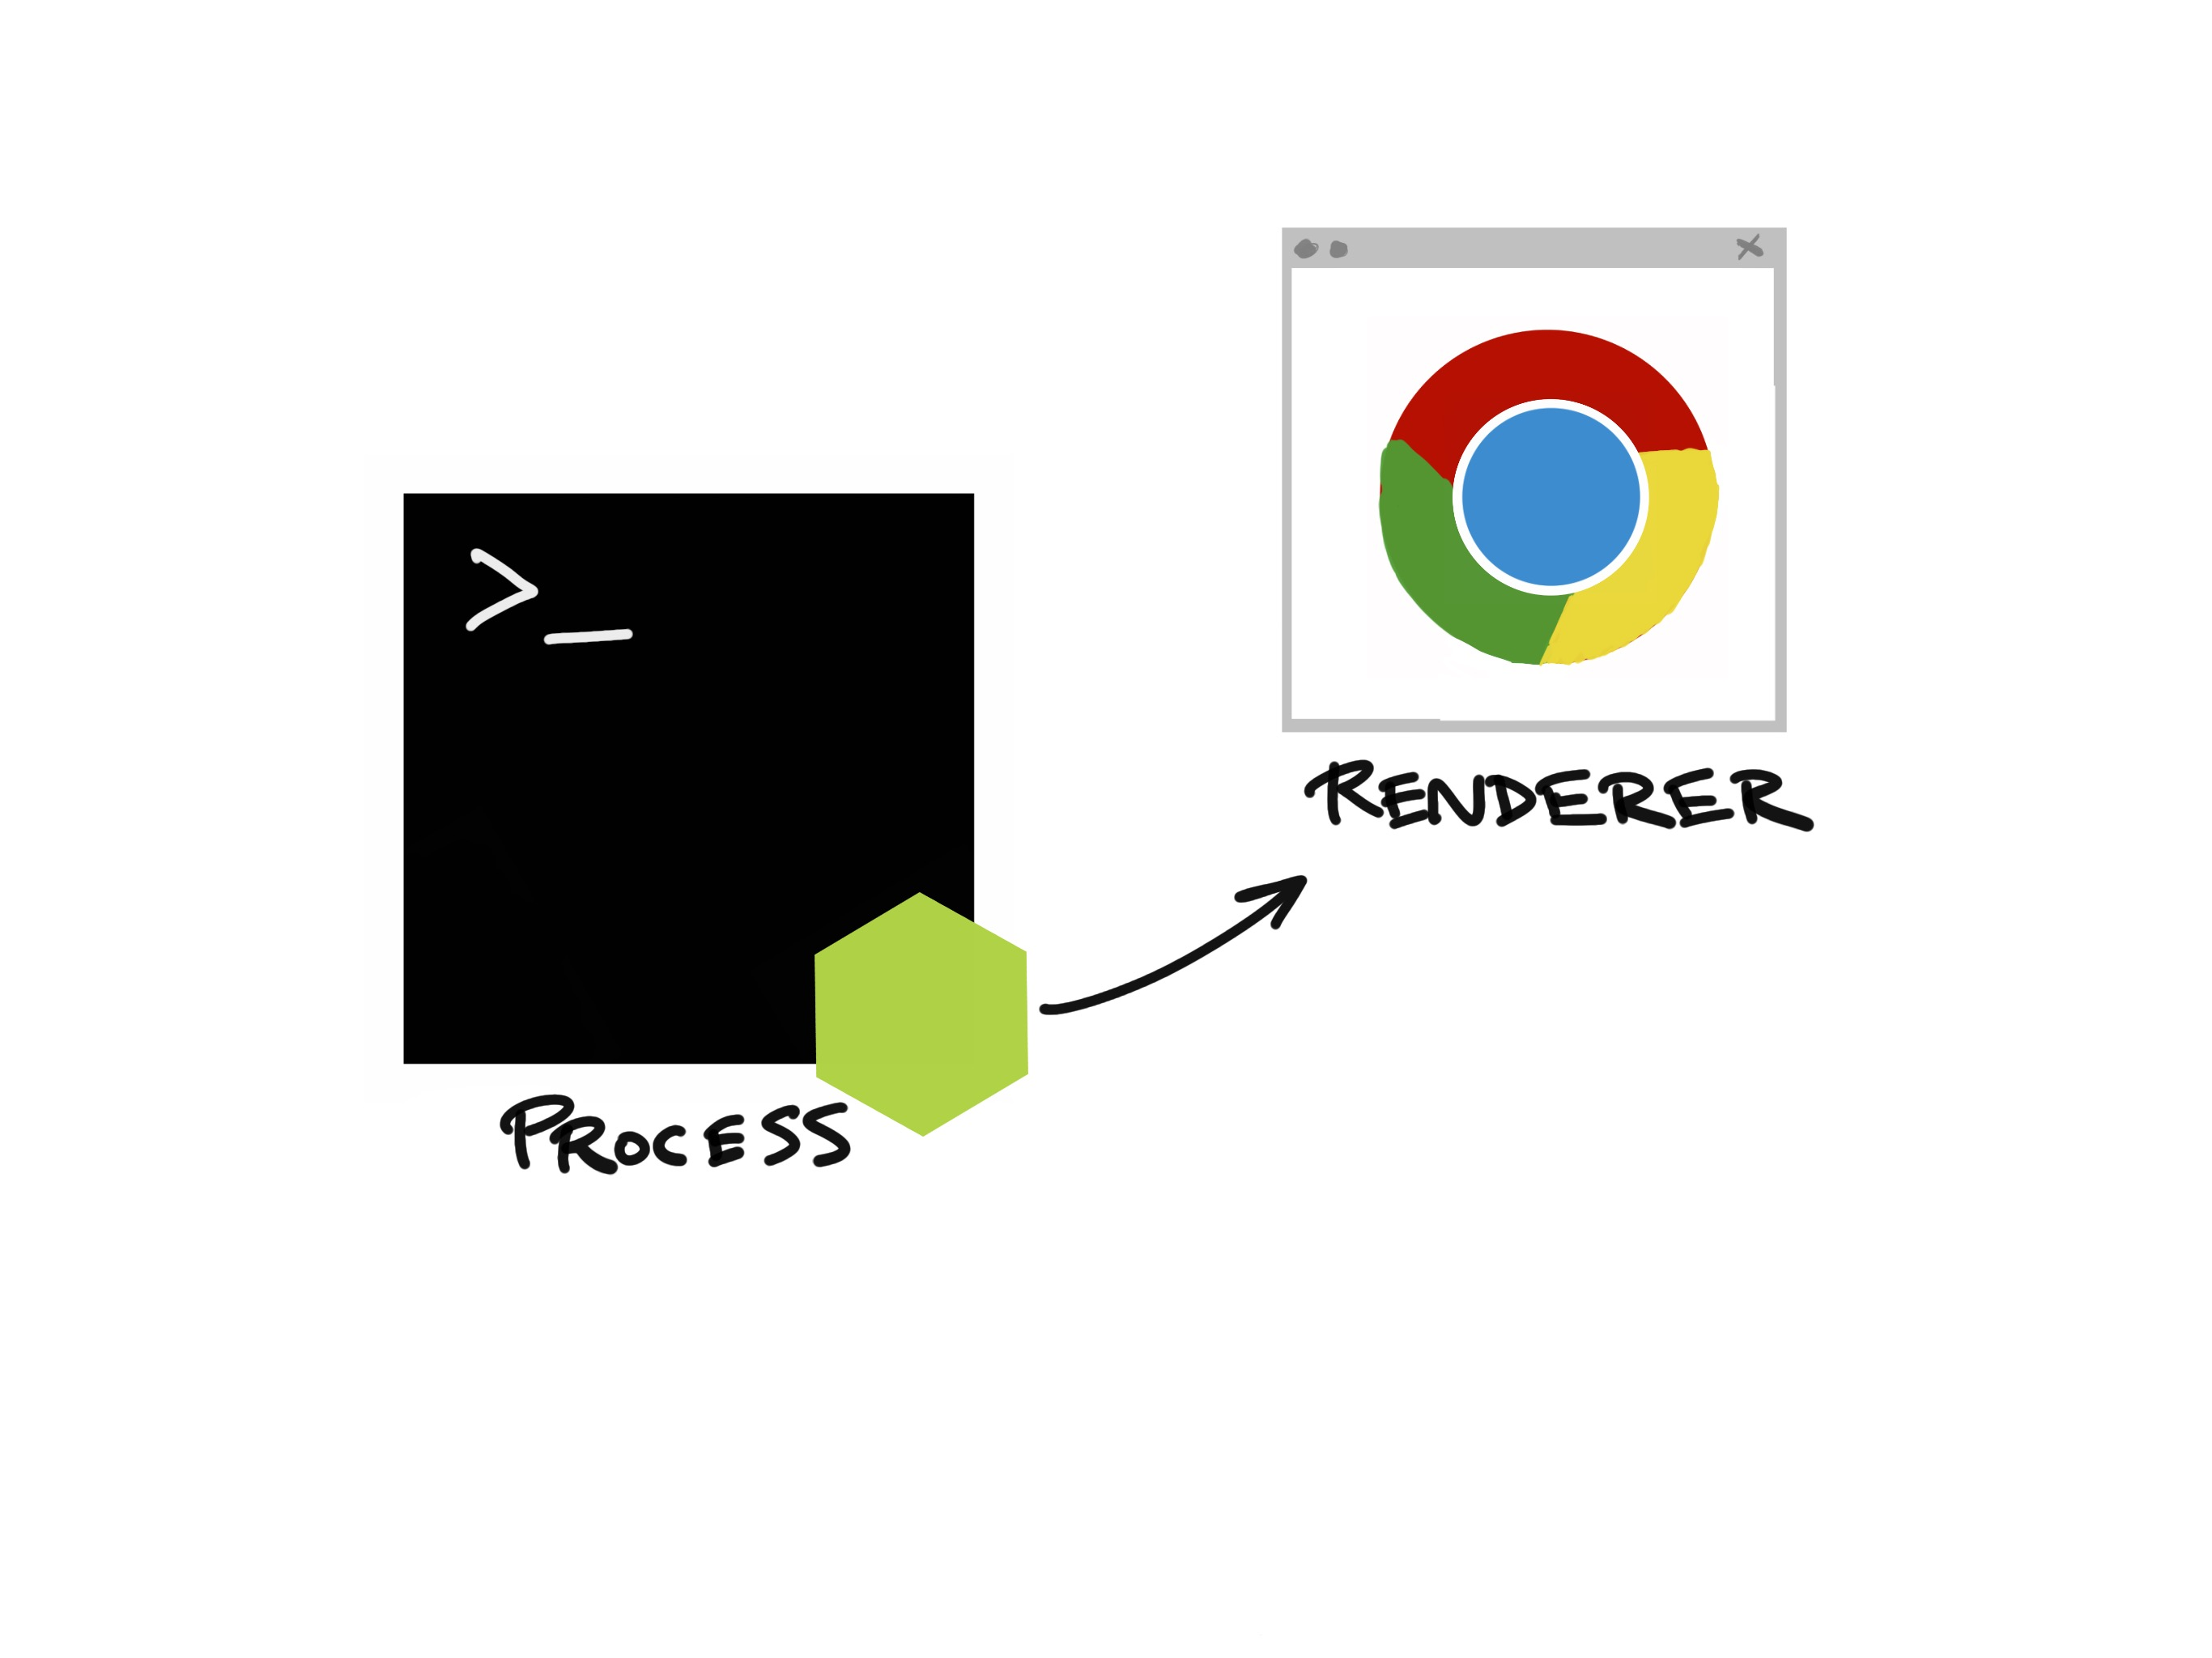 >_
PROCESS
RENDERER